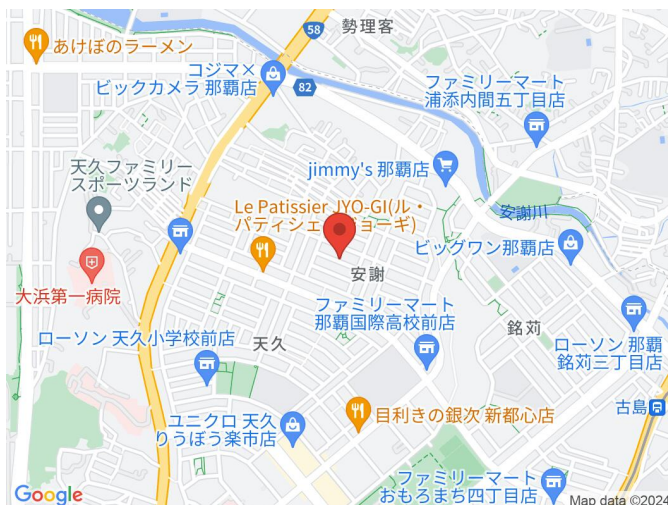 勢理客
58
あけぼのラーメン
コジマ×
ビックカメラ 那覇店
82
ファミリーマート
浦添内間五丁目店
天久ファミリー
スポーツランド
jimmy's 那覇店
Le Patissier JYO-GI(ル・
パティシェ ジョーギ)
安謝川
ビッグワン那覇店
大浜第一病院
安謝
ファミリーマート
那覇国際高校前店
銘苅
ローソン 天久小学校前店
天久
ローソン 那覇
銘苅三丁目店
古島
ユニクロ 天久
りうぼう楽市店
目利きの銀次 新都心店
ファミリーマート
おもろまち四丁目店
Google
Map data ©2024